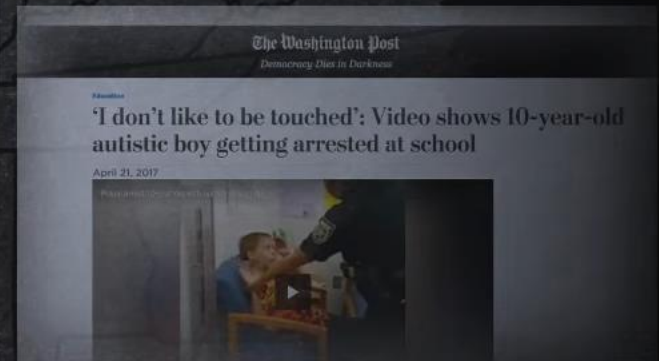 The Washington Post
Democracy Dies in Darkness
Education
‘I don’t like to be touched’: Video shows 10-year-old
autistic boy getting arrested at school
April 21, 2017